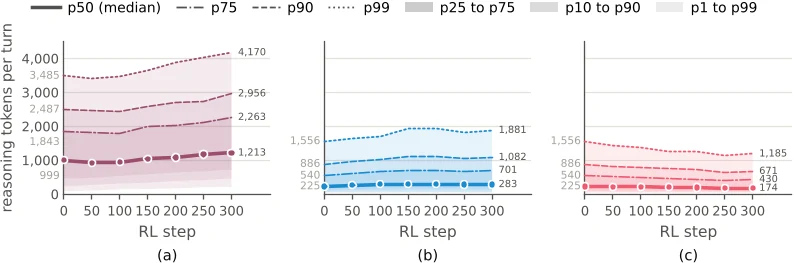 p50 (median) p75 p90 p99 p25 to p75 p10 to p90 p1 to p99
reasoning tokens per turn
4,000
3,000
2,000
1,000
0
3,485
2,487
1,843
999
4,170
2,956
2,263
1,213
0 50 100 150 200 250 300
RL step
(a)
1,556
886
540
225
1,881
1,082
701
283
0 50 100 150 200 250 300
RL step
(b)
1,556
886
540
225
1,185
671
430
174
0 50 100 150 200 250 300
RL step
(c)